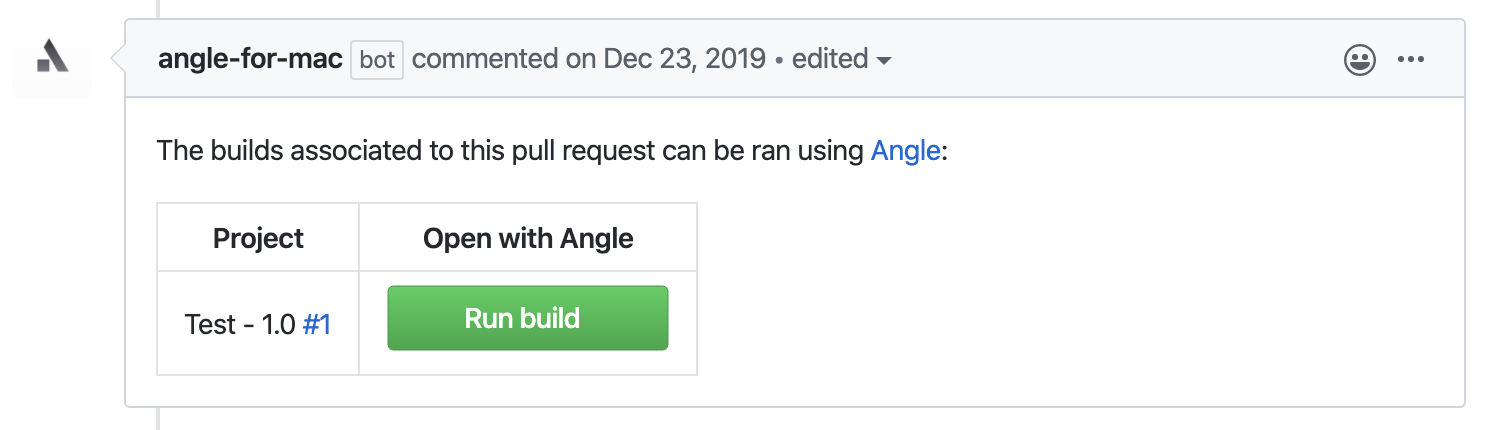 angle-for-mac bot commented on Dec 23, 2019 • edited
The builds associated to this pull request can be ran using Angle:
Project Open with Angle
Test - 1.0 #1 Run build